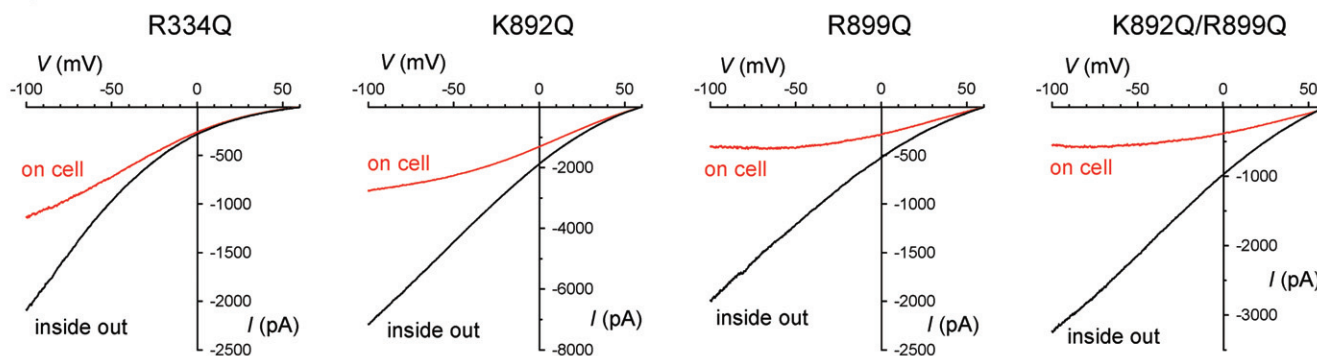 R334Q
V (mV)
-100 -50 0 50
-500
-1000
-1500
-2000
-2500
on cell
inside out
I (pA)
K892Q
V (mV)
-100 -50 0 50
-2000
-4000
-6000
-8000
on cell
inside out
I (pA)
R899Q
V (mV)
-100 -50 0 50
-500
-1000
-1500
-2000
-2500
on cell
inside out
I (pA)
K892Q/R899Q
V (mV)
-100 -50 0 50
-1000
-2000
-3000
on cell
inside out
I (pA)